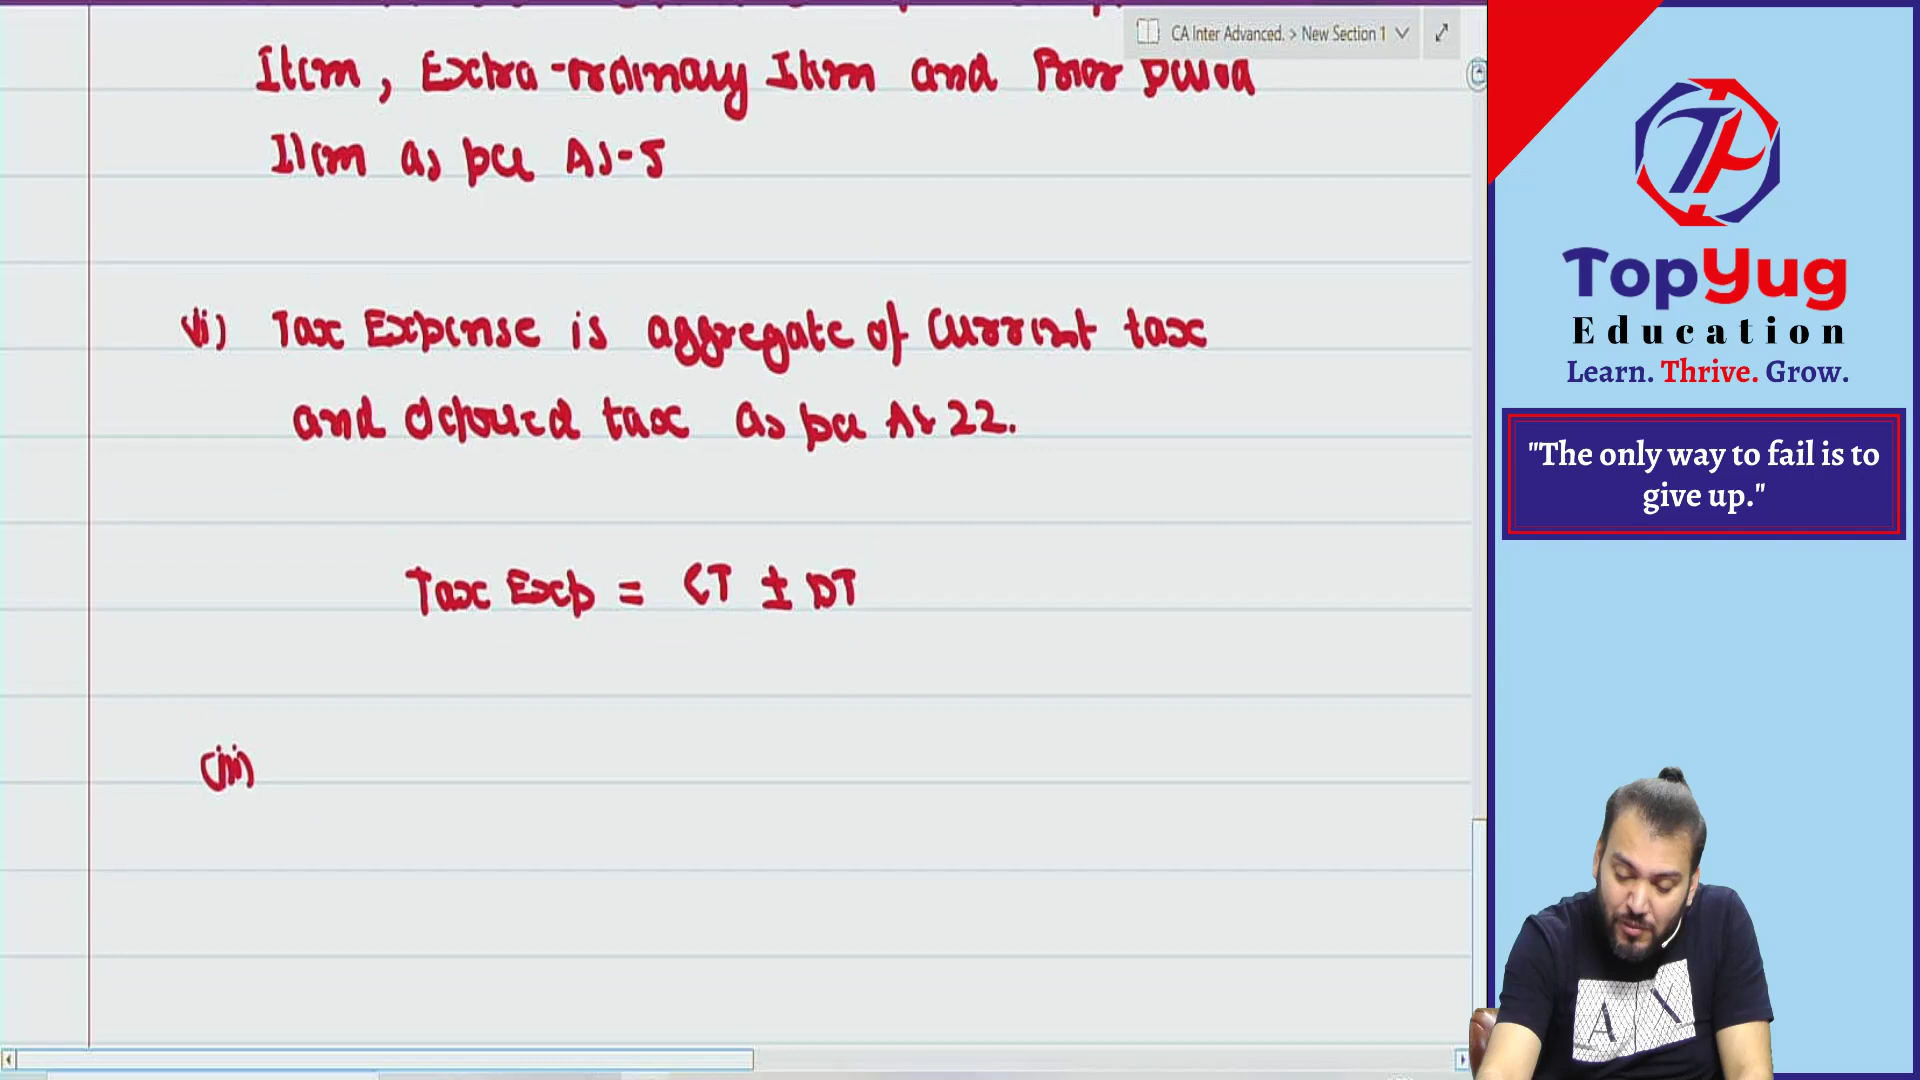 CA Inter Advanced. > New Section 1
Item, Extra-ordinary Item and Prior period
Item as per AS-5
vi) Tax Expense is aggregate of Current tax
and deferred tax as per AS 22.
Tax Exp = CT ± DT
(iii)
TopYug
Education
Learn. Thrive. Grow.
"The only way to fail is to
give up."
A X